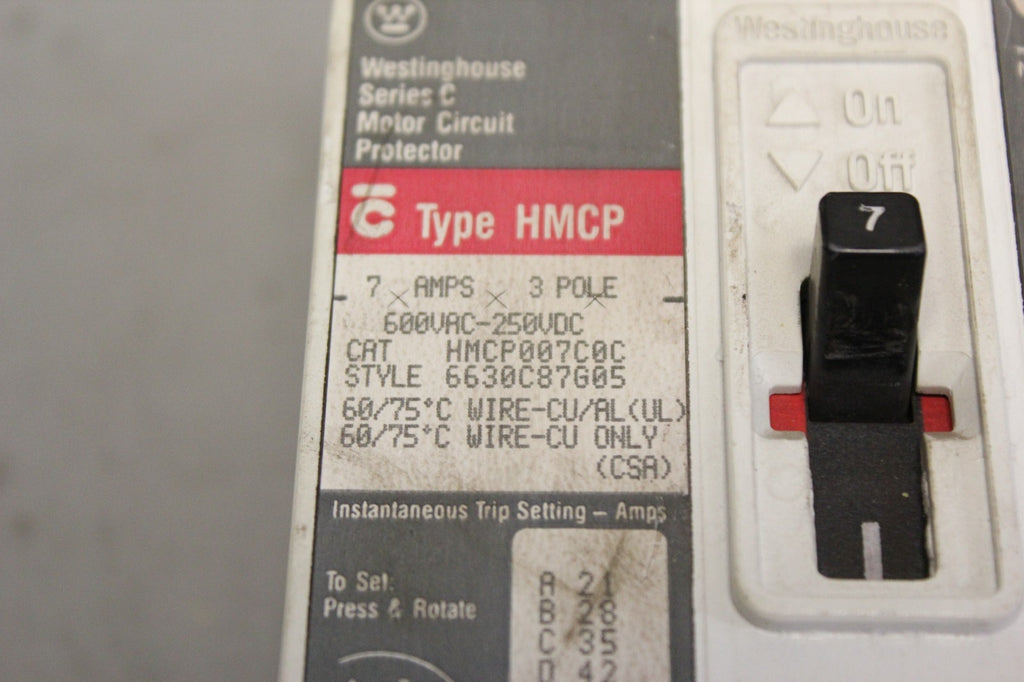 W
Westinghouse
Series C
Motor Circuit
Protector
Type HMCP
7 AMPS 3 POLE
600VAC-250VDC
CAT HMCP007C0C
STYLE 6630C87G05
60/75°C WIRE-CU/AL(UL)
60/75°C WIRE-CU ONLY
(CSA)
Instantaneous Trip Setting – Amps
To Set:
Press & Rotate
A 21
B 28
C 35
D 42
Westinghouse
On
Off
7